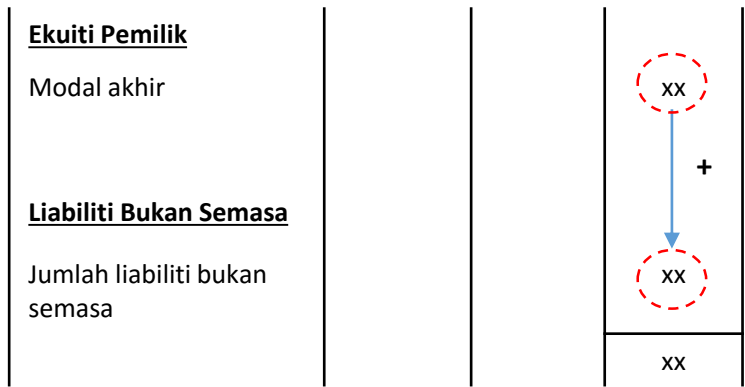 Ekuiti Pemilik
Modal akhir
xx
+
Liabiliti Bukan Semasa
Jumlah liabiliti bukan
semasa
xx
xx